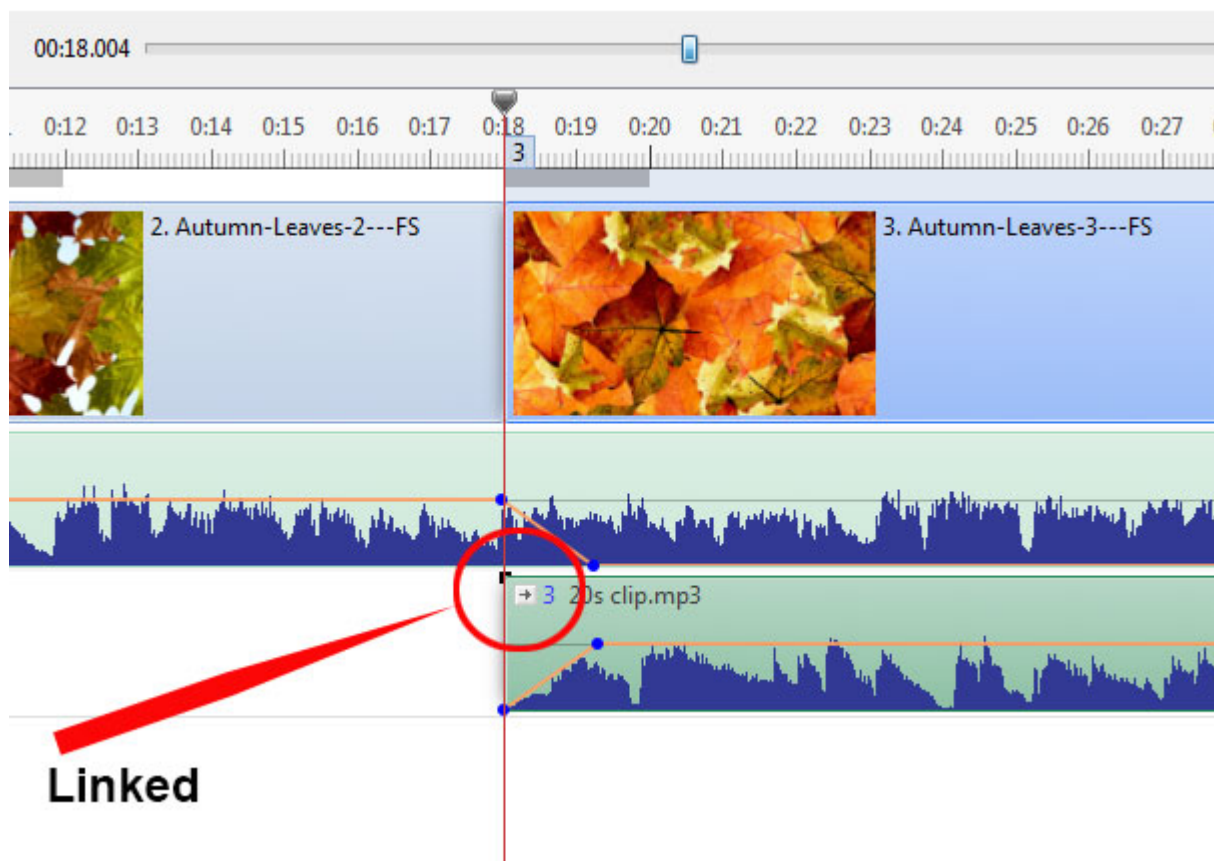 00:18.004
0:12 0:13 0:14 0:15 0:16 0:17 0:18 0:19 0:20 0:21 0:22 0:23 0:24 0:25 0:26 0:27
3
2. Autumn-Leaves-2---FS 3. Autumn-Leaves-3---FS
3 20s clip.mp3
Linked